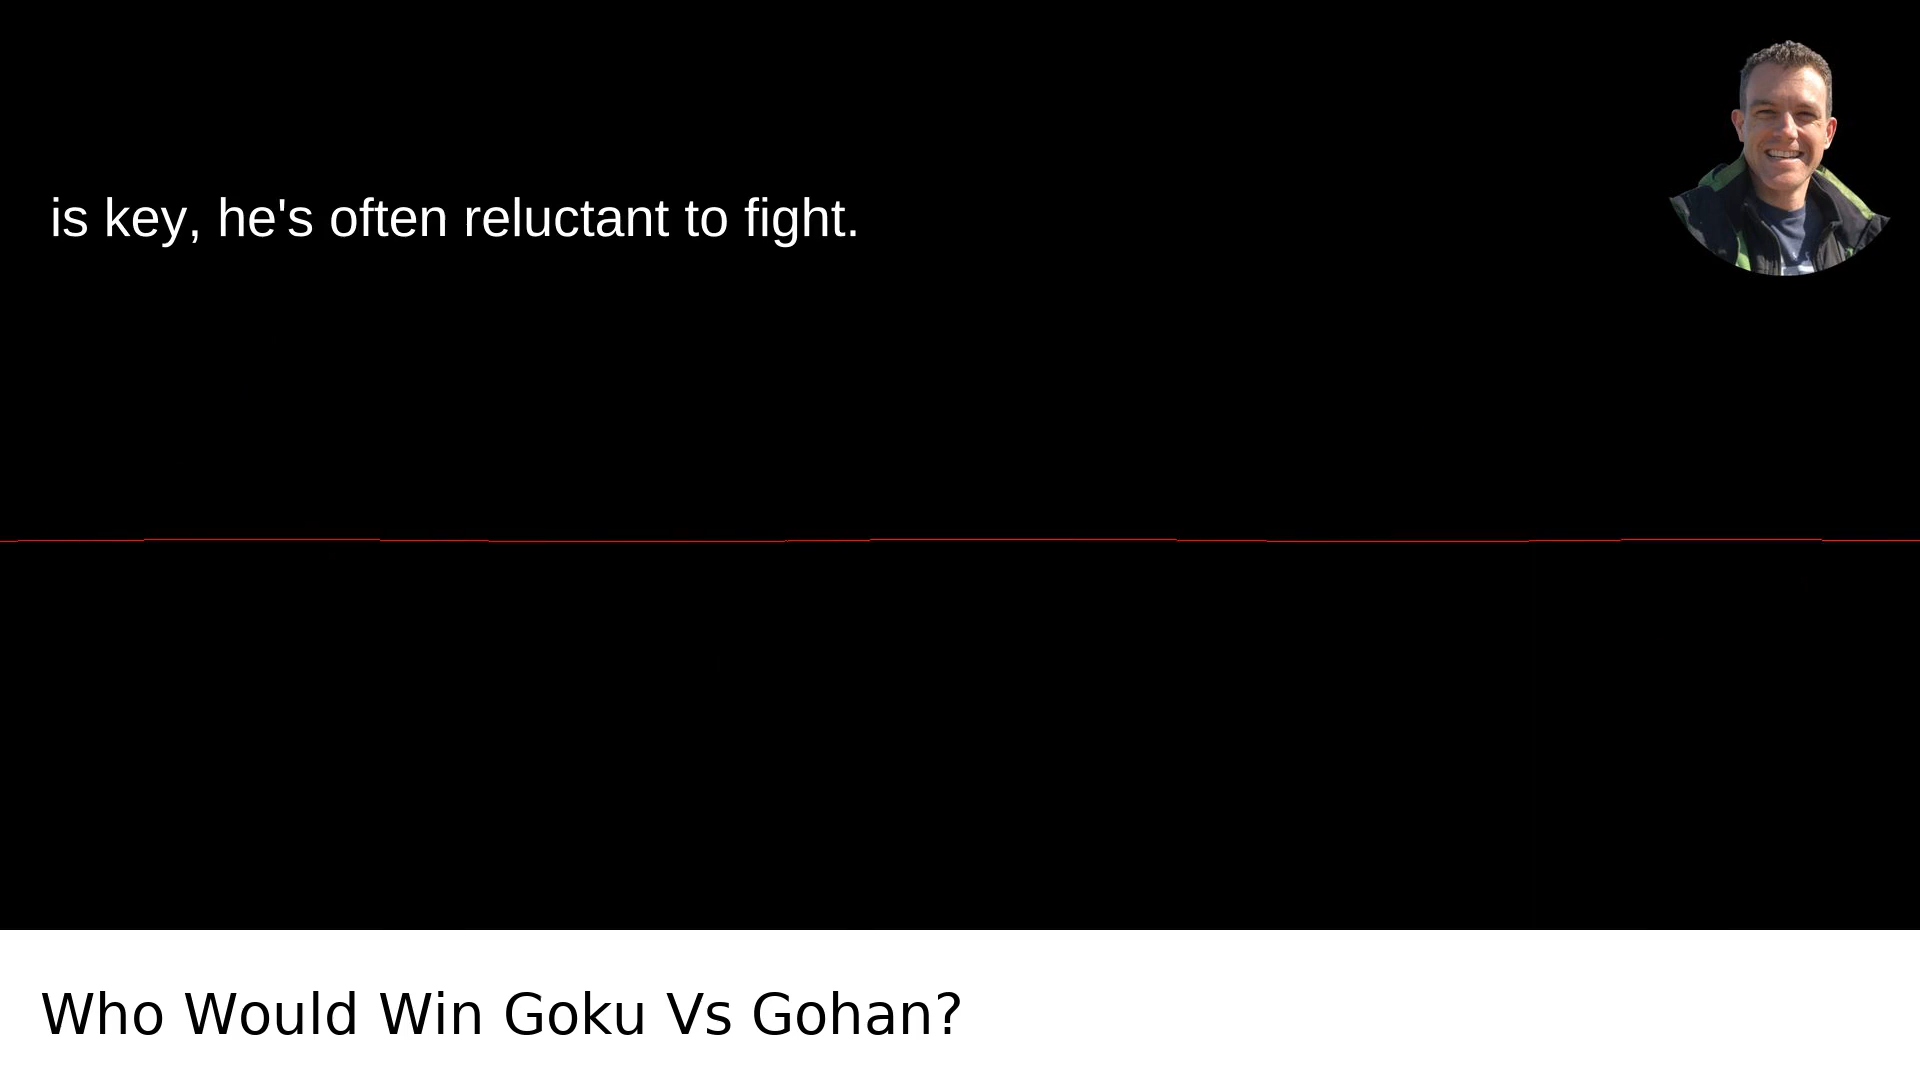 is key, he's often reluctant to fight.
Who Would Win Goku Vs Gohan?